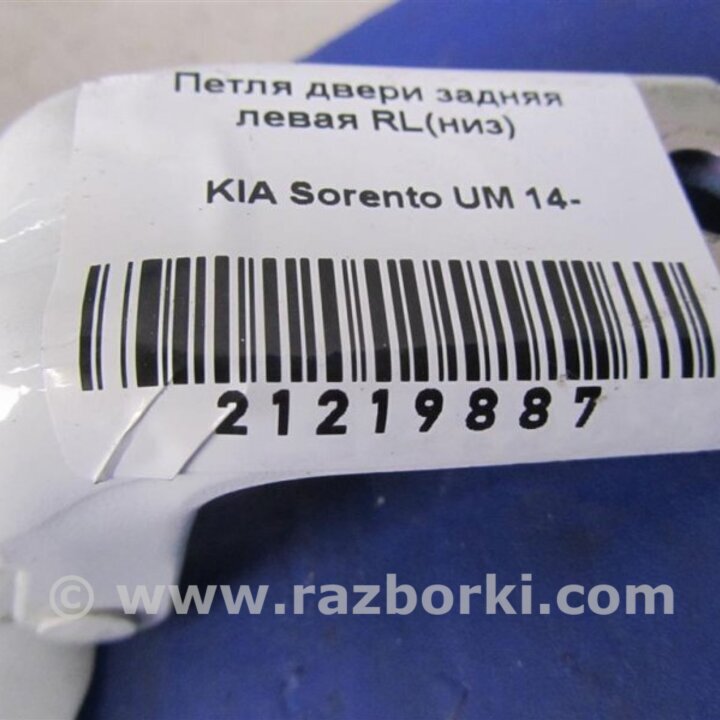 Петля двери задняя
левая RL(низ)
KIA Sorento UM 14-
21219887
© www.razborki.com